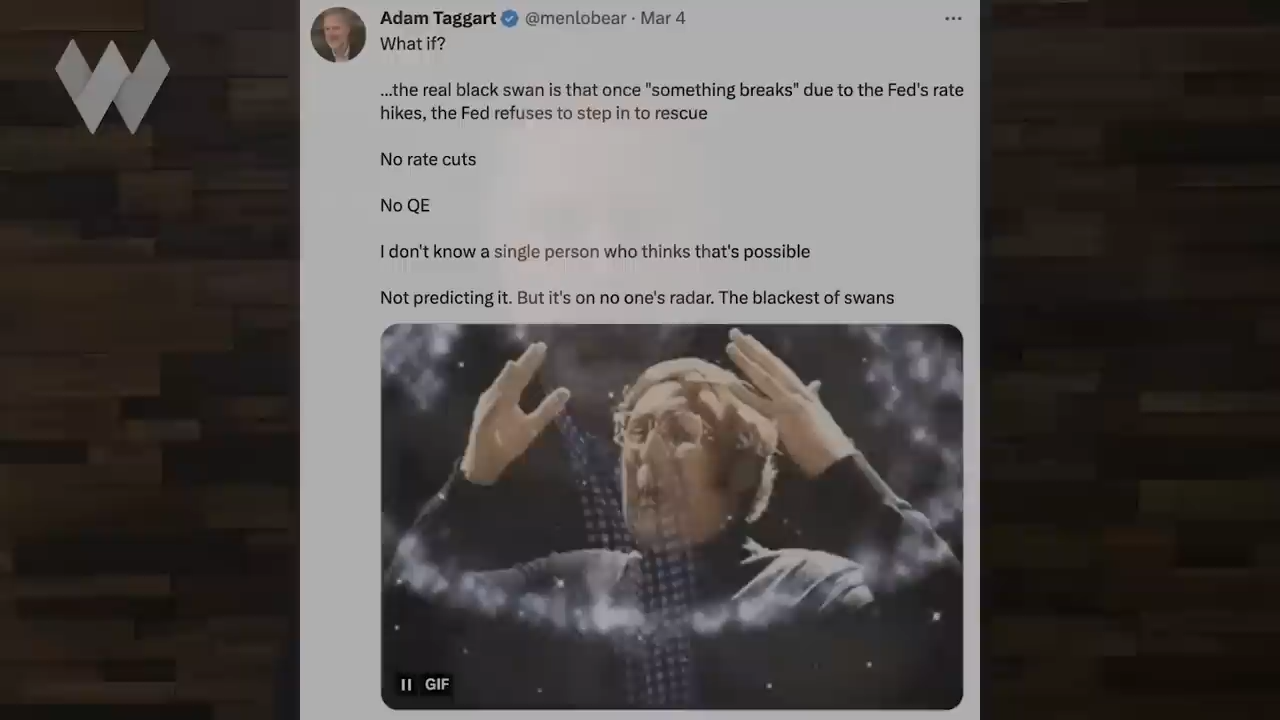 Adam Taggart @menlobear · Mar 4
What if?
...the real black swan is that once "something breaks" due to the Fed's rate
hikes, the Fed refuses to step in to rescue
No rate cuts
No QE
I don't know a single person who thinks that's possible
Not predicting it. But it's on no one's radar. The blackest of swans
GIF